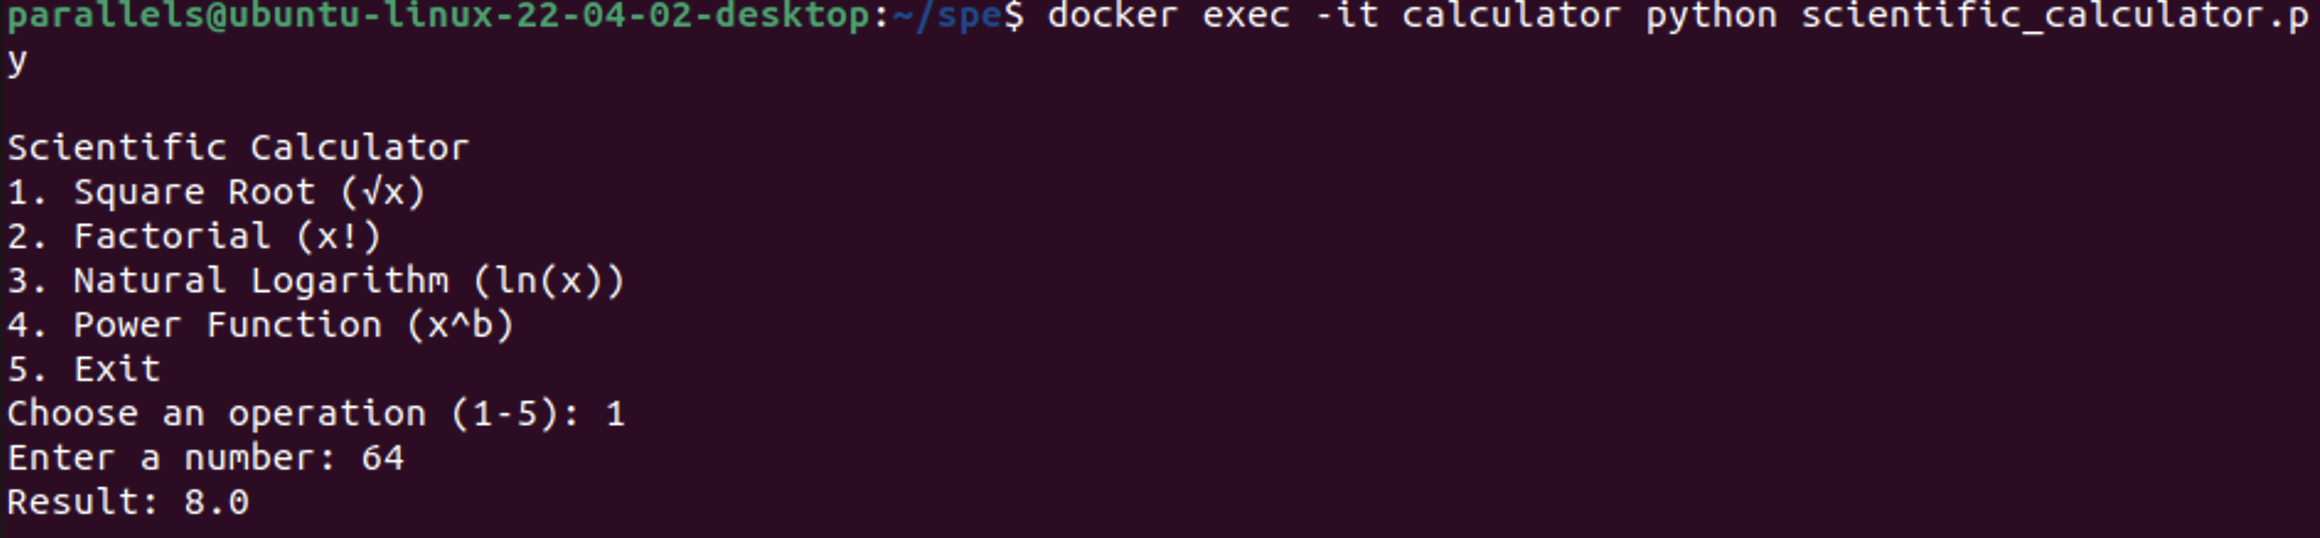 parallels@ubuntu-linux-22-04-02-desktop:~/spe$ docker exec -it calculator python scientific_calculator.p
y
Scientific Calculator
1. Square Root (√x)
2. Factorial (x!)
3. Natural Logarithm (ln(x))
4. Power Function (x^b)
5. Exit
Choose an operation (1-5): 1
Enter a number: 64
Result: 8.0